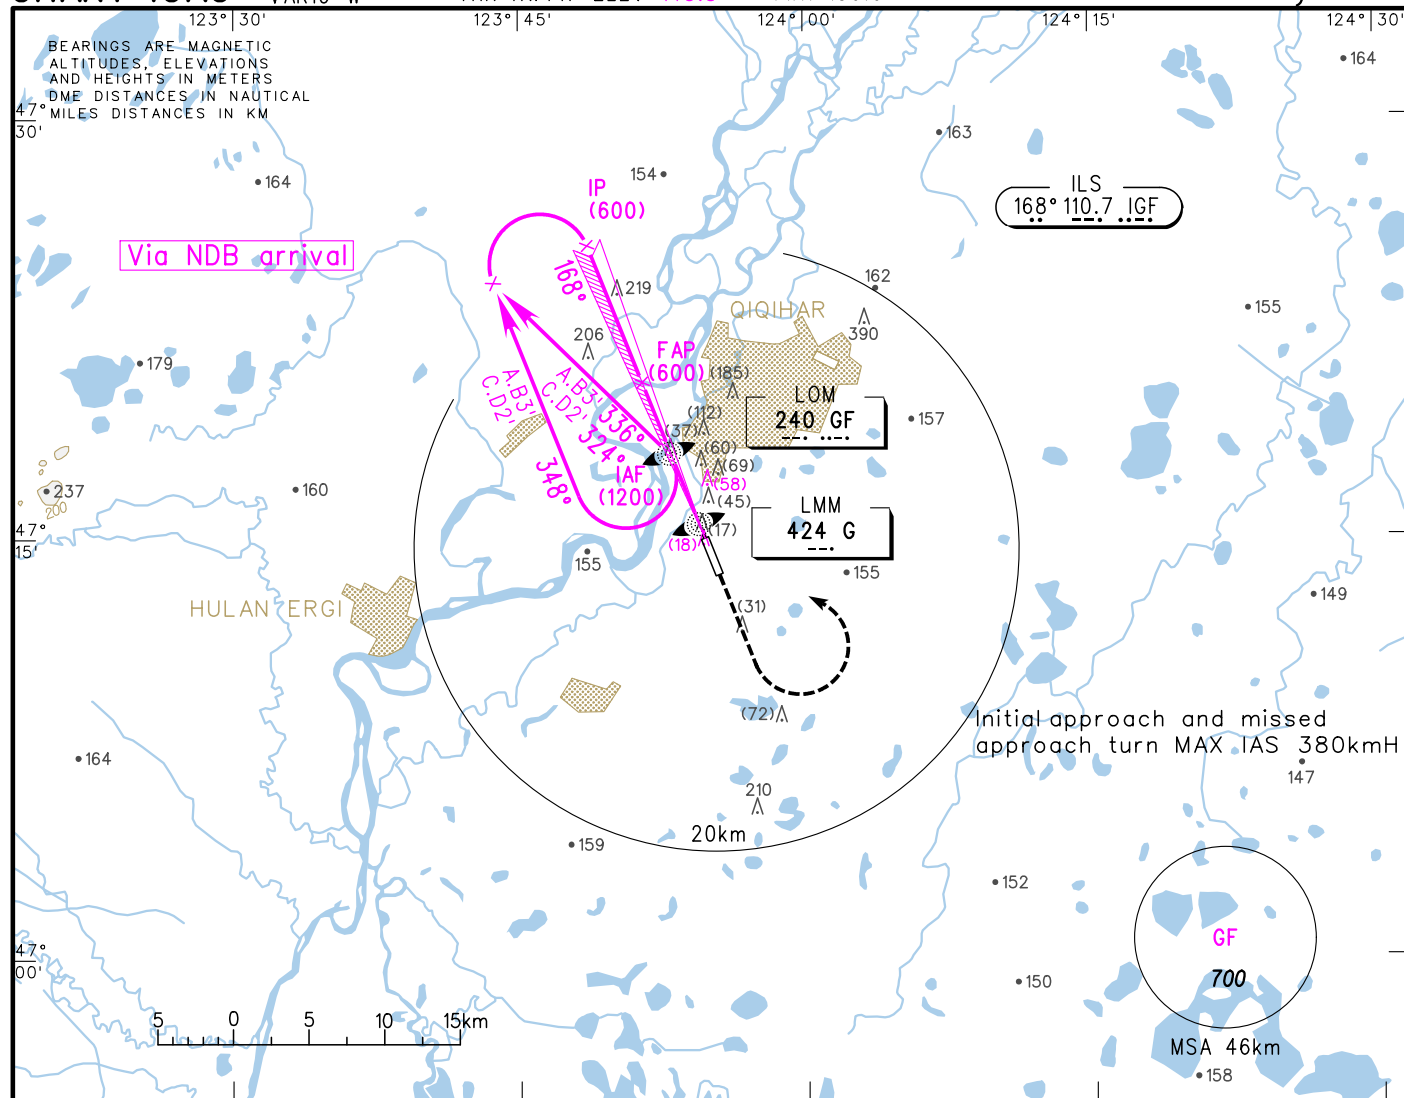 123° 30'
123° 45'
124° 00'
124° 15'
124° 30'
BEARINGS ARE MAGNETIC
ALTITUDES, ELEVATIONS
AND HEIGHTS IN METERS
DME DISTANCES IN NAUTICAL
MILES DISTANCES IN KM
47°
30'
164
163
164
154
IP
(600)
ILS
168° 110.7 IGF
Via NDB arrival
168°
219
162
QIQIHAR
390
155
206
179
FAP
(600)
(185)
A.B3'
C.D2'
A.B3' 336°
C.D2' 324°
LOM
240 GF
157
(112)
(37)
(60)
(69)
(58)
(45)
IAF
(1200)
348°
237
200
160
LMM
424 G
(17)
(18)
47°
15'
155
155
149
HULAN ERGI
(31)
(72)
Initial approach and missed
approach turn MAX IAS 380kmH
164
147
210
20km
159
152
GF
700
47°
00'
150
5 0 5 10 15km
MSA 46km
158